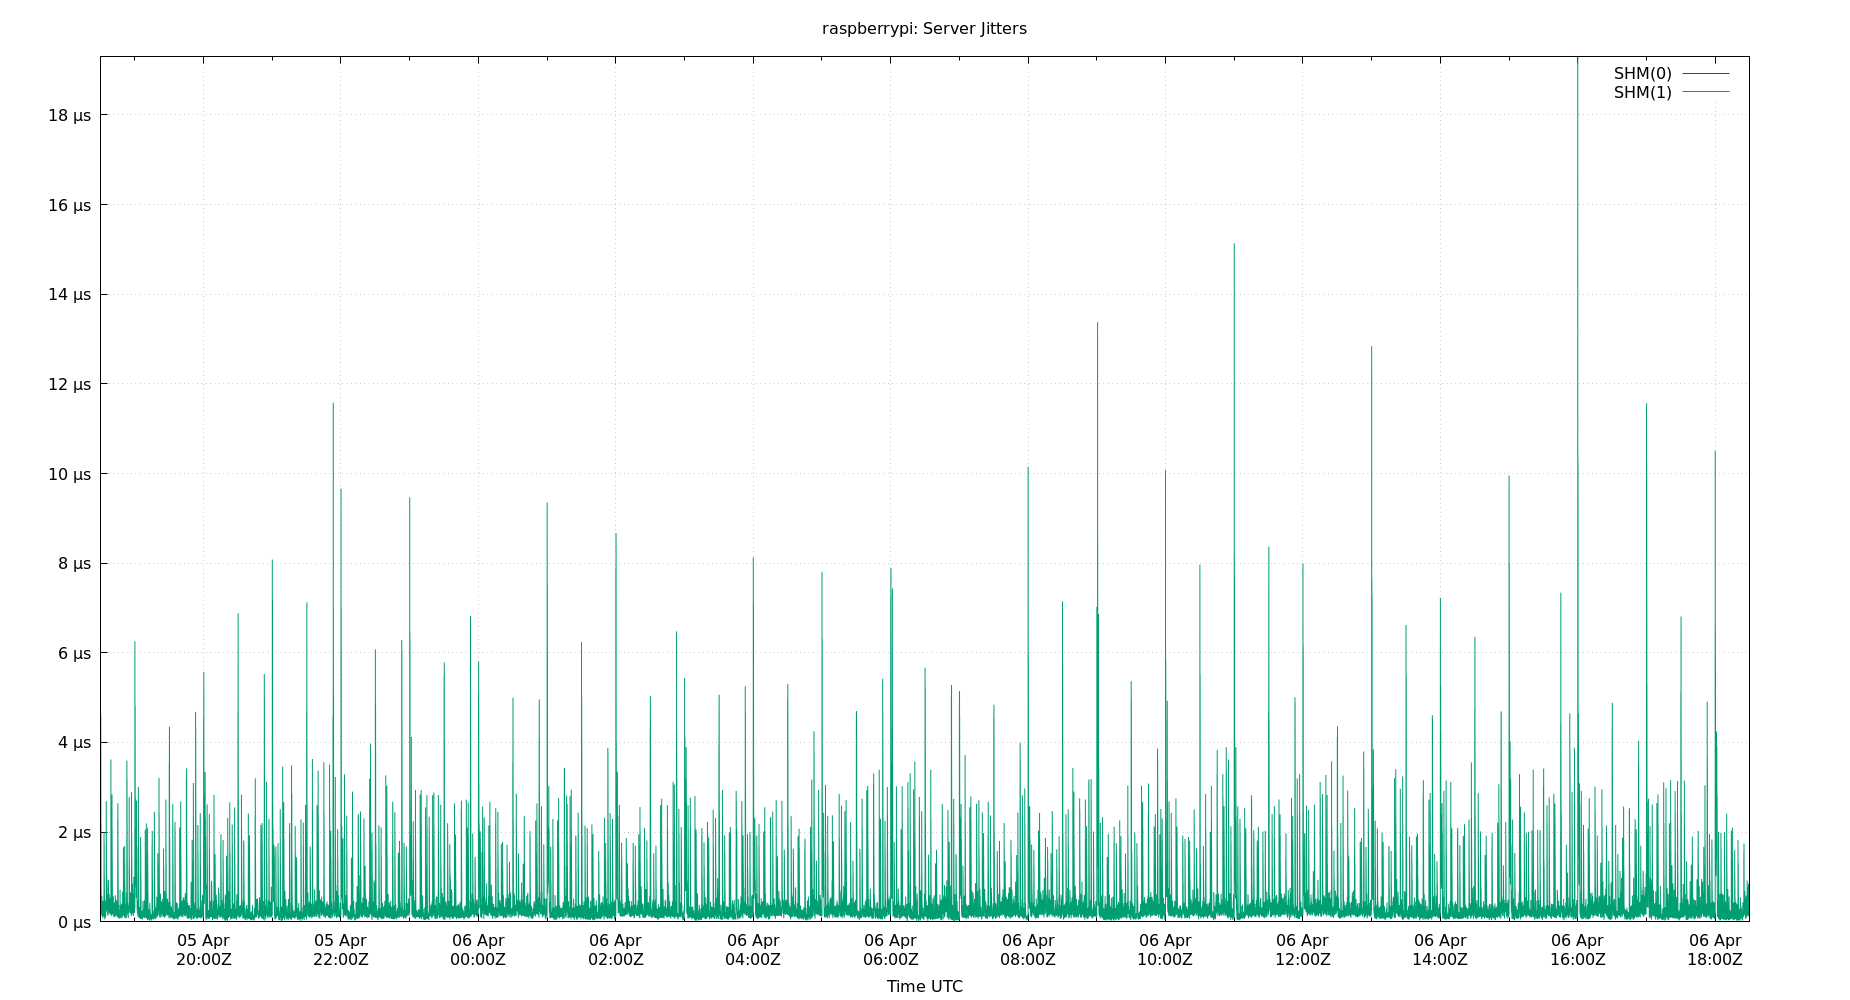 raspberrypi: Server Jitters
SHM(0)
SHM(1)
18 µs
16 µs
14 µs
12 µs
10 µs
8 µs
6 µs
4 µs
2 µs
0 µs
05 Apr 05 Apr 06 Apr 06 Apr 06 Apr 06 Apr 06 Apr 06 Apr 06 Apr 06 Apr 06 Apr 06 Apr
20:00Z 22:00Z 00:00Z 02:00Z 04:00Z 06:00Z 08:00Z 10:00Z 12:00Z 14:00Z 16:00Z 18:00Z
Time UTC